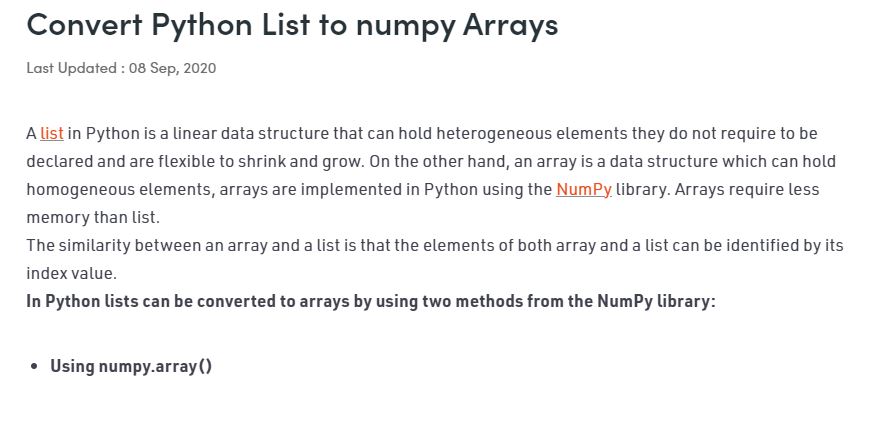 Convert Python List to numpy Arrays
Last Updated : 08 Sep, 2020
A list in Python is a linear data structure that can hold heterogeneous elements they do not require to be
declared and are flexible to shrink and grow. On the other hand, an array is a data structure which can hold
homogeneous elements, arrays are implemented in Python using the NumPy library. Arrays require less
memory than list.
The similarity between an array and a list is that the elements of both array and a list can be identified by its
index value.
In Python lists can be converted to arrays by using two methods from the NumPy library:
• Using numpy.array()